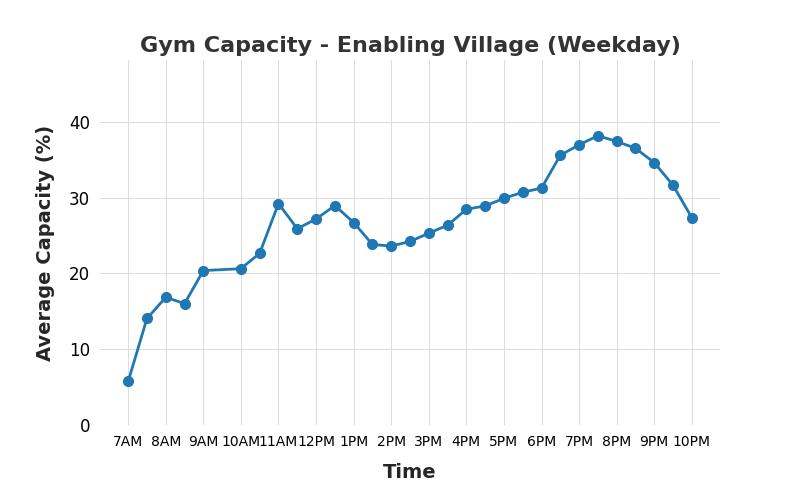 Gym Capacity - Enabling Village (Weekday)
Average Capacity (%)
40
30
20
10
0
7AM 8AM 9AM 10AM 11AM 12PM 1PM 2PM 3PM 4PM 5PM 6PM 7PM 8PM 9PM 10PM
Time